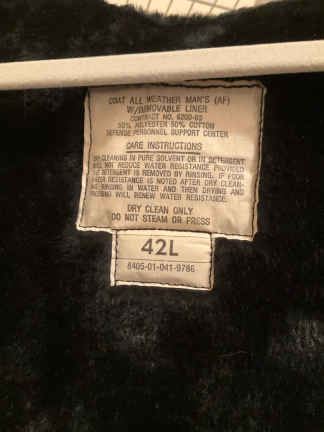 COAT ALL WEATHER MAN'S (AF)
W/REMOVABLE LINER
CONTRACT NO.
50% POLYESTER 50% COTTON
DEFENSE PERSONNEL SUPPORT CENTER
CARE INSTRUCTIONS
DRY CLEANING IN PURE SOLVENT OR IN DETERGENT
WILL NOT REDUCE WATER RESISTANCE PROVIDED
THE DETERGENT IS REMOVED BY RINSING. IF POOR
WATER RESISTANCE IS NOTED AFTER DRY CLEAN-
ING RINSING IN WATER AND THEN DRYING AND
PRESSING WILL RENEW WATER RESISTANCE.
DRY CLEAN ONLY
DO NOT STEAM OR PRESS
42L
8405-01-041-9786